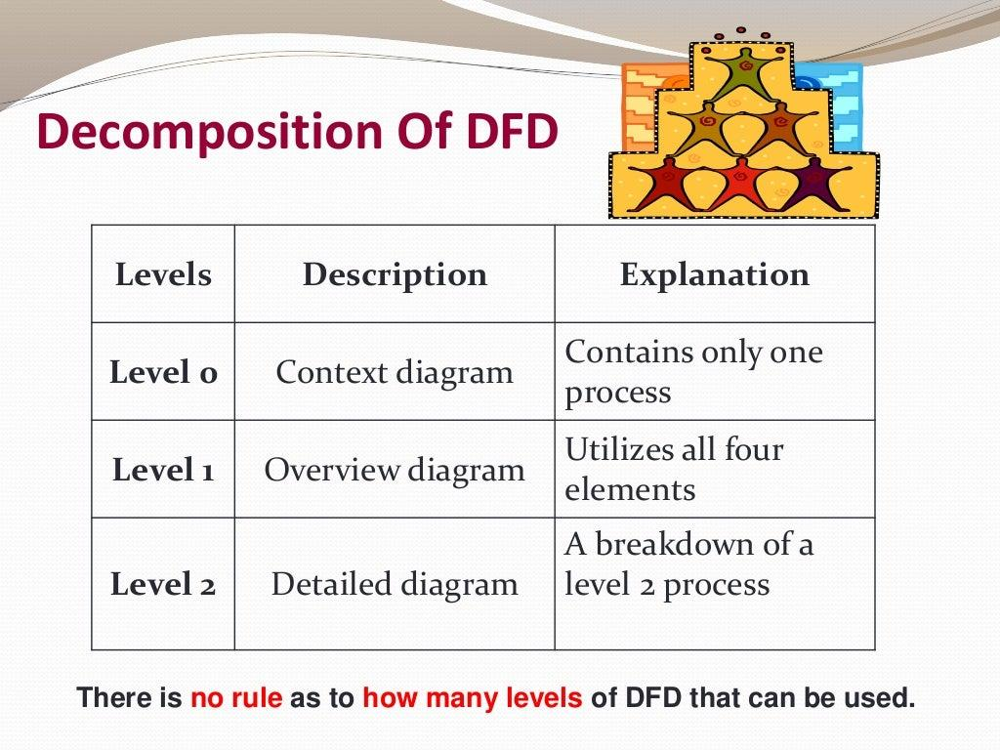 Decomposition Of DFD
Levels
Description
Explanation
Level 0
Context diagram
Contains only one
process
Level 1
Overview diagram
Utilizes all four
elements
Level 2
Detailed diagram
A breakdown of a
level 2 process
There is no rule as to how many levels of DFD that can be used.